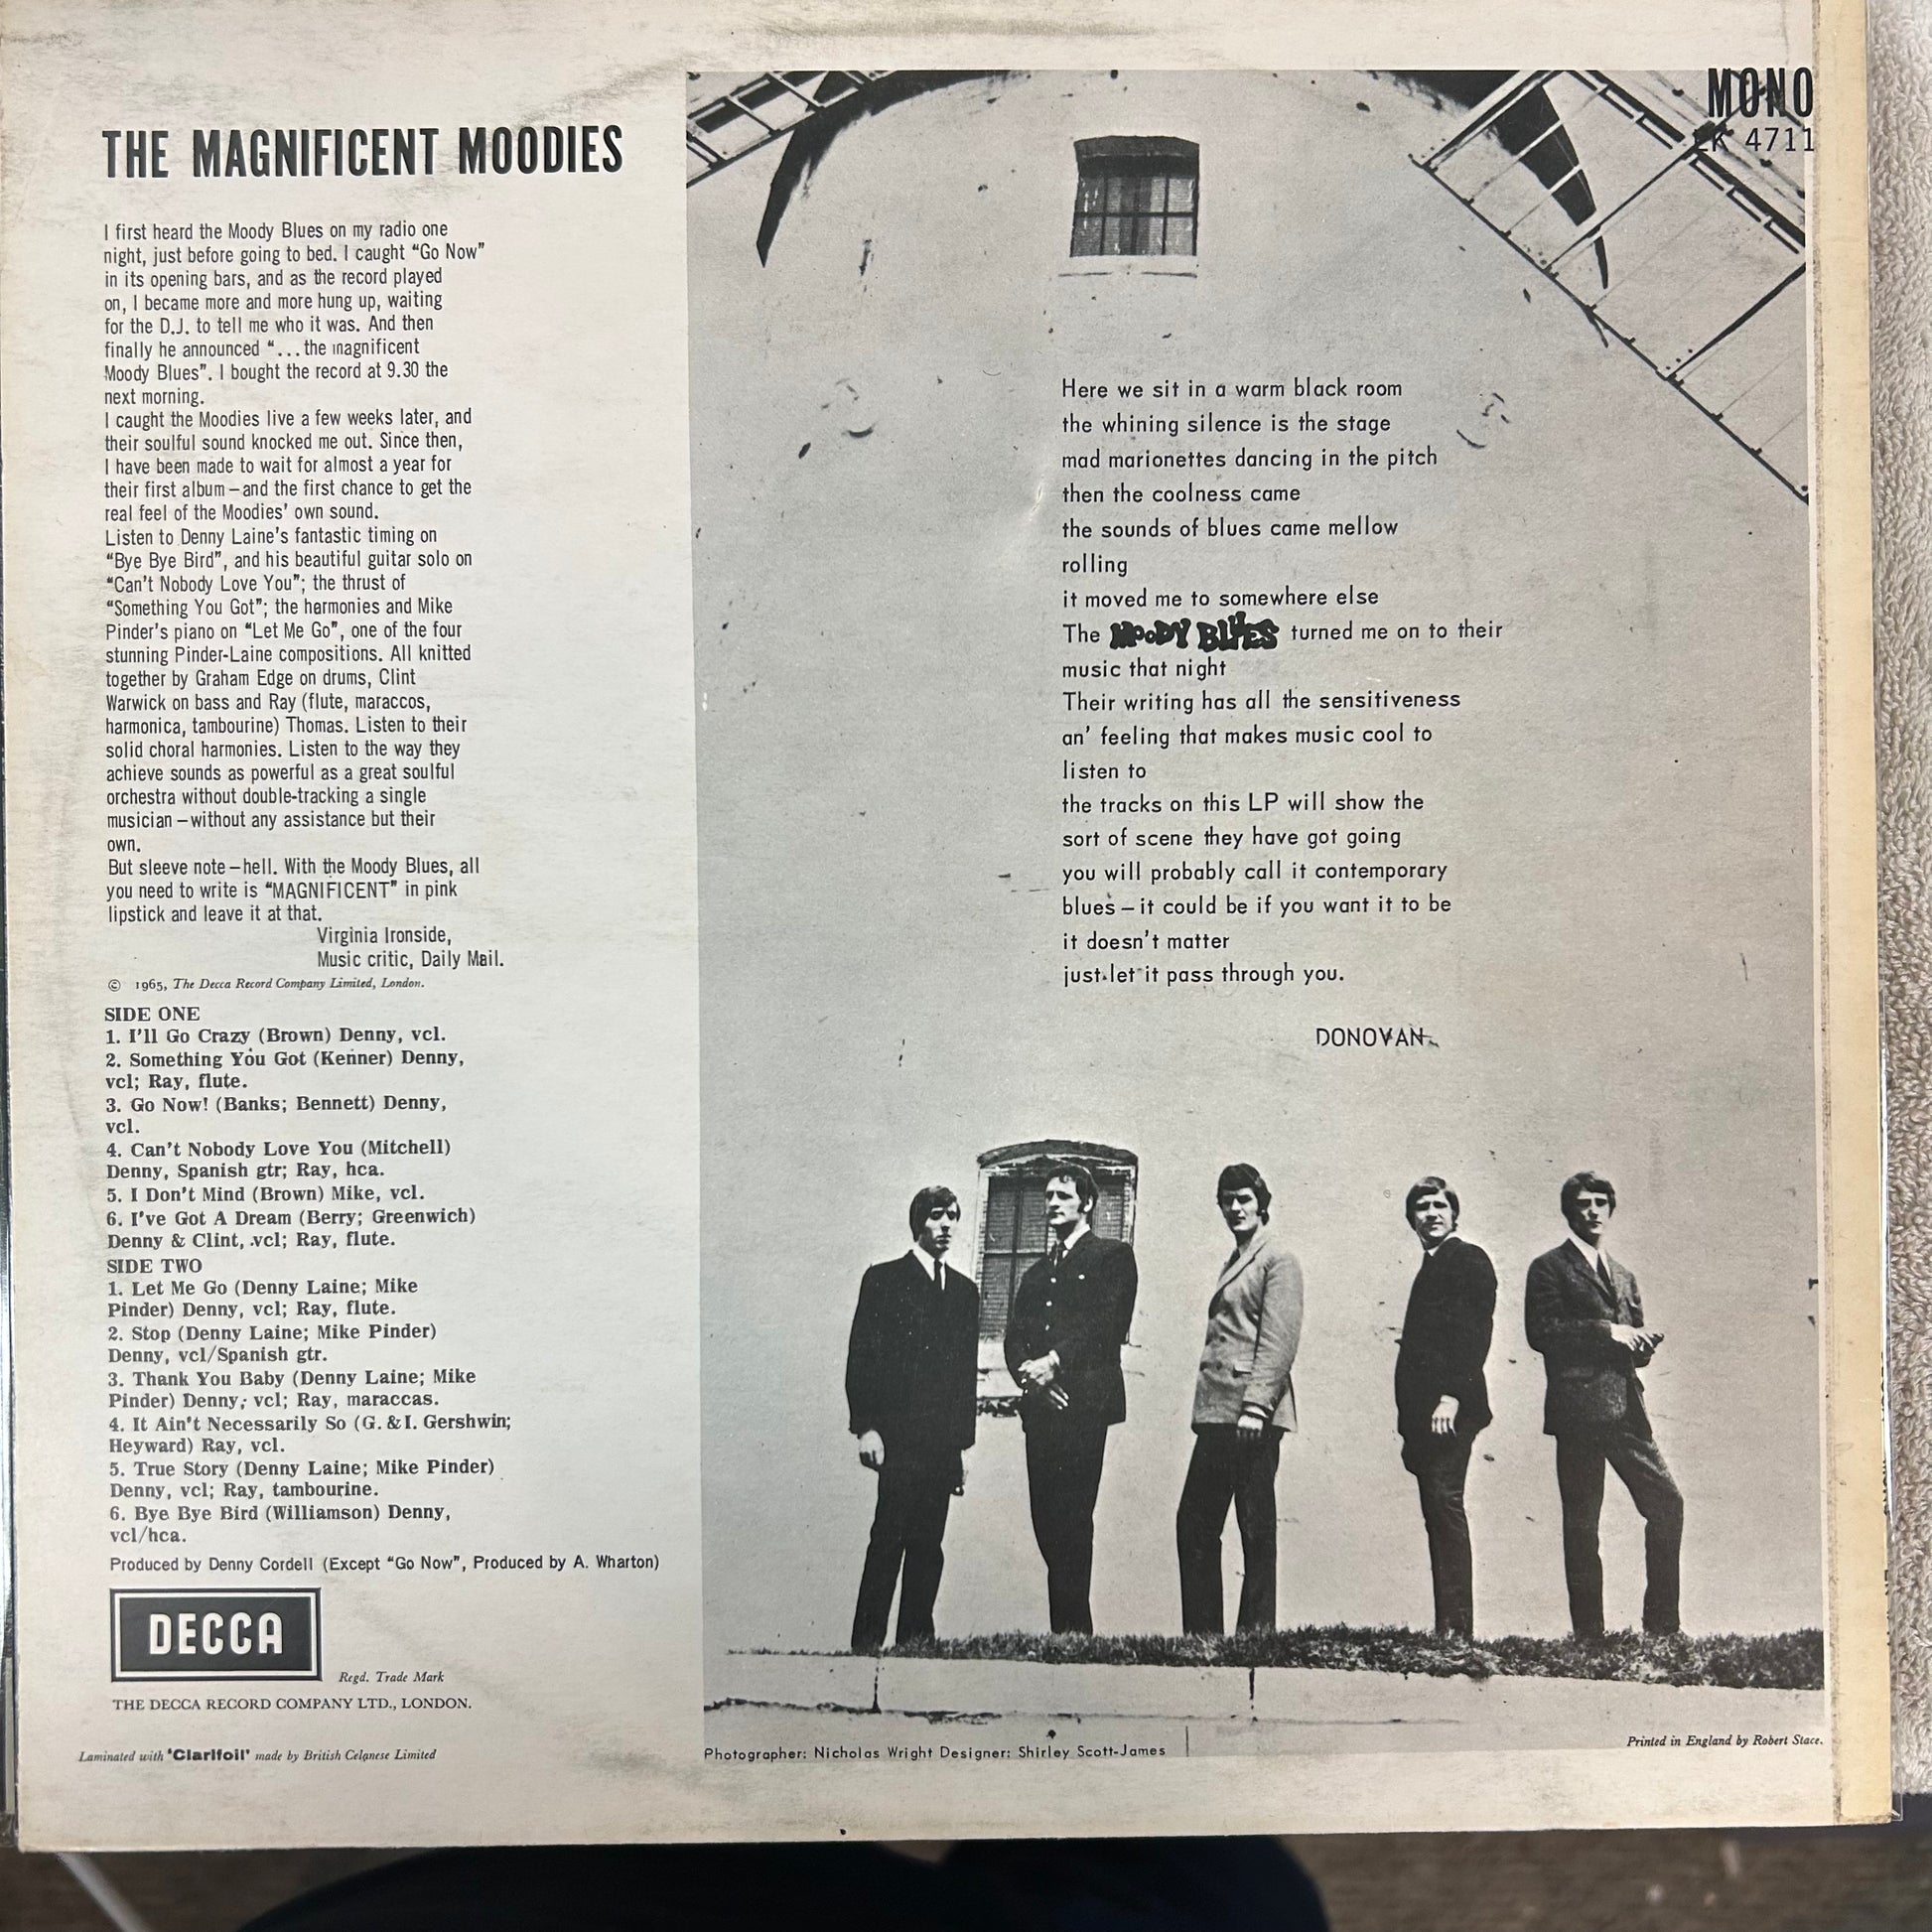 THE MAGNIFICENT MOODIES
I first heard the Moody Blues on my radio one
night, just before going to bed. I caught “Go Now”
in its opening bars, and as the record played
on, I became more and more hung up, waiting
for the D.J. to tell me who it was. And then
finally he announced “...the magnificent
Moody Blues”. I bought the record at 9.30 the
next morning.
I caught the Moodies live a few weeks later, and
their soulful sound knocked me out. Since then,
I have been made to wait for almost a year for
their first album – and the first chance to get the
real feel of the Moodies’ own sound.
Listen to Denny Laine’s fantastic timing on
“Bye Bye Bird”, and his beautiful guitar solo on
“Can’t Nobody Love You”; the thrust of
“Something You Got”; the harmonies and Mike
Pinder’s piano on “Let Me Go”, one of the four
stunning Pinder-Laine compositions. All knitted
together by Graham Edge on drums, Clint
Warwick on bass and Ray (flute, maraccos,
harmonica, tambourine) Thomas. Listen to their
solid choral harmonies. Listen to the way they
achieve sounds as powerful as a great soulful
orchestra without double-tracking a single
musician – without any assistance but their
own.
But sleeve note – hell. With the Moody Blues, all
you need to write is “MAGNIFICENT” in pink
lipstick and leave it at that.
Virginia Ironside,
Music critic, Daily Mail.
© 1965, The Decca Record Company Limited, London.
SIDE ONE
1. I’ll Go Crazy (Brown) Denny, vcl.
2. Something You Got (Kenner) Denny,
vcl; Ray, flute.
3. Go Now! (Banks; Bennett) Denny,
vcl.
4. Can’t Nobody Love You (Mitchell)
Denny, Spanish gtr; Ray, hca.
5. I Don’t Mind (Brown) Mike, vcl.
6. I’ve Got A Dream (Berry; Greenwich)
Denny & Clint, vcl; Ray, flute.
SIDE TWO
1. Let Me Go (Denny Laine; Mike
Pinder) Denny, vcl; Ray, flute.
2. Stop (Denny Laine; Mike Pinder)
Denny, vcl/Spanish gtr.
3. Thank You Baby (Denny Laine; Mike
Pinder) Denny, vcl; Ray, maraccas.
4. It Ain’t Necessarily So (G. & I. Gershwin;
Heyward) Ray, vcl.
5. True Story (Denny Laine; Mike Pinder)
Denny, vcl; Ray, tambourine.
6. Bye Bye Bird (Williamson) Denny,
vcl/hca.
Produced by Denny Cordell (Except “Go Now”, Produced by A. Wharton)
DECCA
Regd. Trade Mark
THE DECCA RECORD COMPANY LTD., LONDON.
Laminated with ‘Clarifoil’ made by British Celanese Limited
MONO
LK 4711
Here we sit in a warm black room
the whining silence is the stage
mad marionettes dancing in the pitch
then the coolness came
the sounds of blues came mellow
rolling
it moved me to somewhere else
The MOODY BLUES turned me on to their
music that night
Their writing has all the sensitiveness
an’ feeling that makes music cool to
listen to
the tracks on this LP will show the
sort of scene they have got going
you will probably call it contemporary
blues – it could be if you want it to be
it doesn’t matter
just let it pass through you.
DONOVAN
Photographer: Nicholas Wright Designer: Shirley Scott-James
Printed in England by Robert Stace.